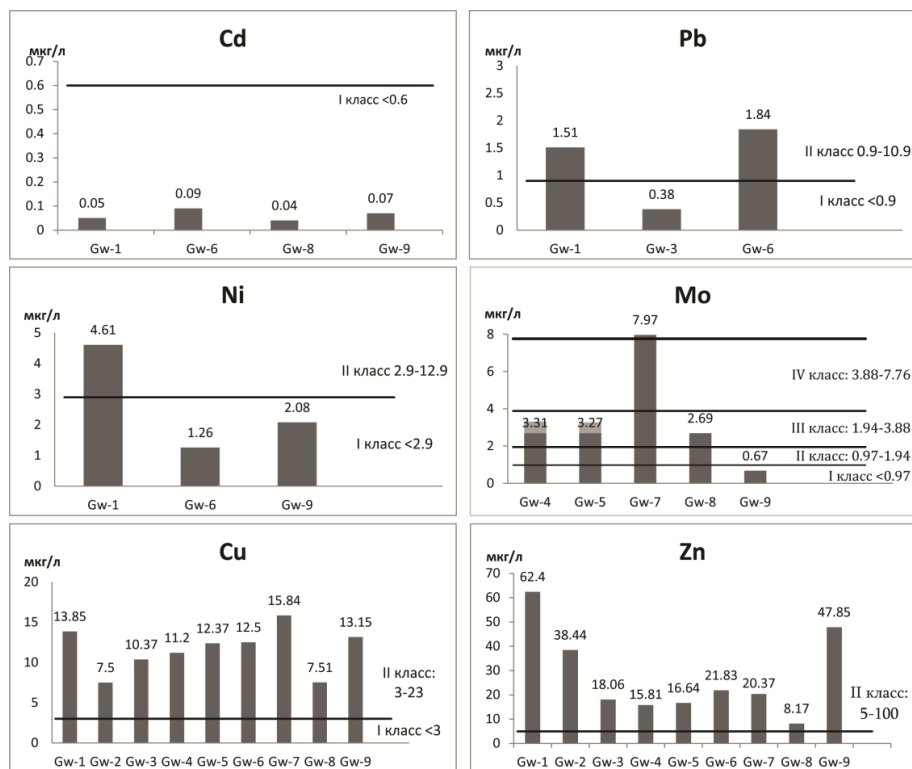 Cd
мкг/л
0.7
0.6
0.5
0.4
0.3
0.2
0.1
0
I класс <0.6
0.05
0.09
0.04
0.07
Gw-1 Gw-6 Gw-8 Gw-9
Pb
мкг/л
3
2.5
2
1.5
1
0.5
0
1.51
0.38
1.84
II класс 0.9-10.9
I класс <0.9
Gw-1 Gw-3 Gw-6
Ni
мкг/л
5
4
3
2
1
0
4.61
1.26
2.08
II класс 2.9-12.9
I класс <2.9
Gw-1 Gw-6 Gw-9
Mo
мкг/л
8
6
4
2
0
3.31
3.27
7.97
2.69
0.67
IV класс: 3.88-7.76
III класс: 1.94-3.88
II класс: 0.97-1.94
I класс <0.97
Gw-4 Gw-5 Gw-7 Gw-8 Gw-9
Cu
мкг/л
20
15
10
5
0
13.85
7.5
10.37
11.2
12.37
12.5
15.84
7.51
13.15
II класс:
3-23
I класс <3
Gw-1 Gw-2 Gw-3 Gw-4 Gw-5 Gw-6 Gw-7 Gw-8 Gw-9
Zn
мкг/л
70
60
50
40
30
20
10
0
62.4
38.44
18.06
15.81
16.64
21.83
20.37
8.17
47.85
II класс:
5-100
Gw-1 Gw-2 Gw-3 Gw-4 Gw-5 Gw-6 Gw-7 Gw-8 Gw-9